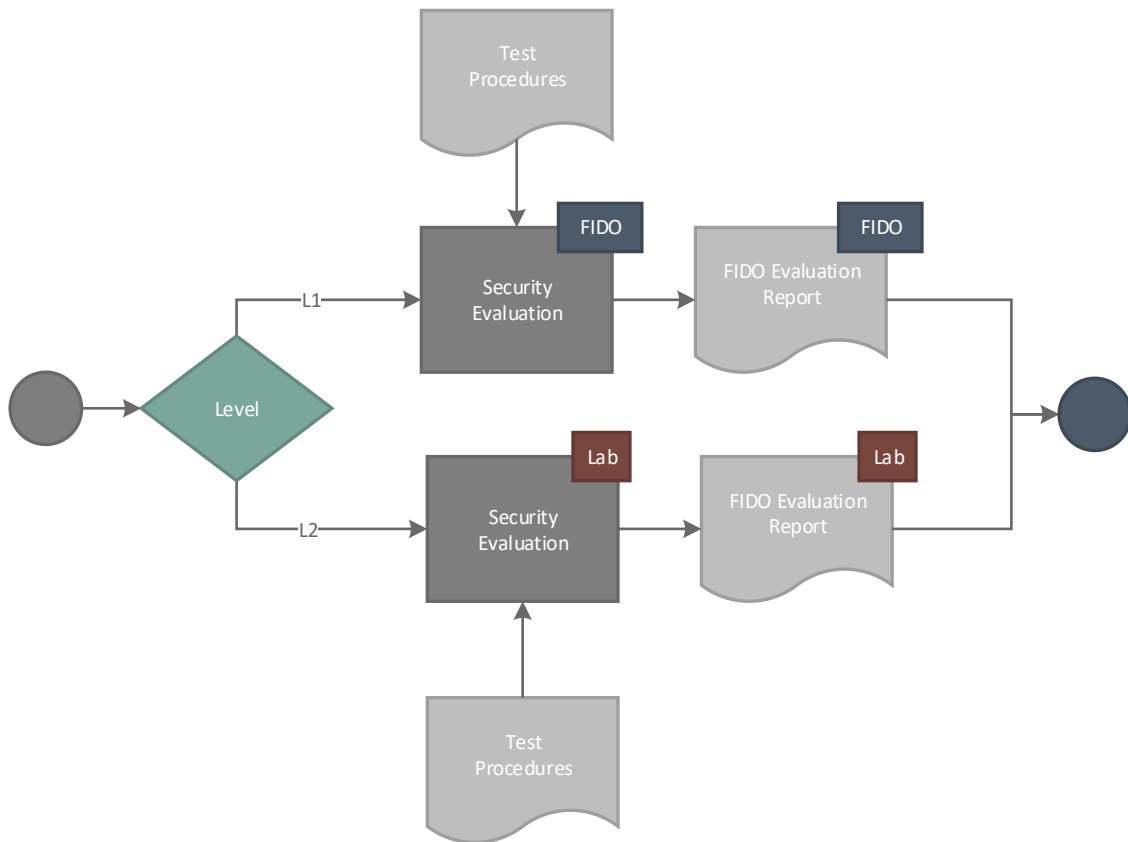 Test
Procedures
FIDO
FIDO
Security
Evaluation
FIDO Evaluation
Report
L1
Level
Lab
Lab
Security
Evaluation
FIDO Evaluation
Report
L2
Test
Procedures